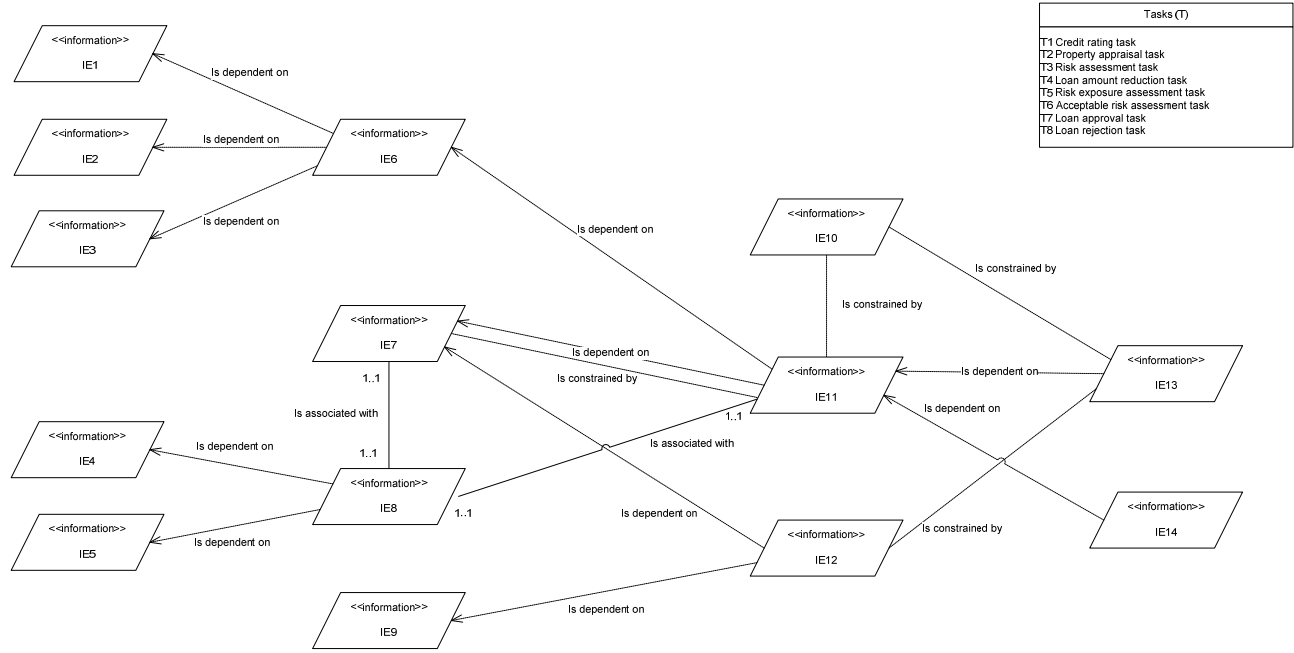 Tasks (T)
T1 Credit rating task
T2 Property appraisal task
T3 Risk assessment task
T4 Loan amount reduction task
T5 Risk exposure assessment task
T6 Acceptable risk assessment task
T7 Loan approval task
T8 Loan rejection task
<<information>>
IE1
Is dependent on
<<information>>
IE2
Is dependent on
<<information>>
IE6
<<information>>
IE3
Is dependent on
Is dependent on
<<information>>
IE10
Is constrained by
Is constrained by
<<information>>
IE7
Is dependent on
Is constrained by
<<information>>
IE11
Is dependent on
<<information>>
IE13
1..1
Is associated with
1..1
1..1
Is associated with
Is dependent on
<<information>>
IE4
Is dependent on
<<information>>
IE8
1..1
<<information>>
IE5
Is dependent on
Is dependent on
<<information>>
IE12
Is constrained by
<<information>>
IE14
<<information>>
IE9
Is dependent on